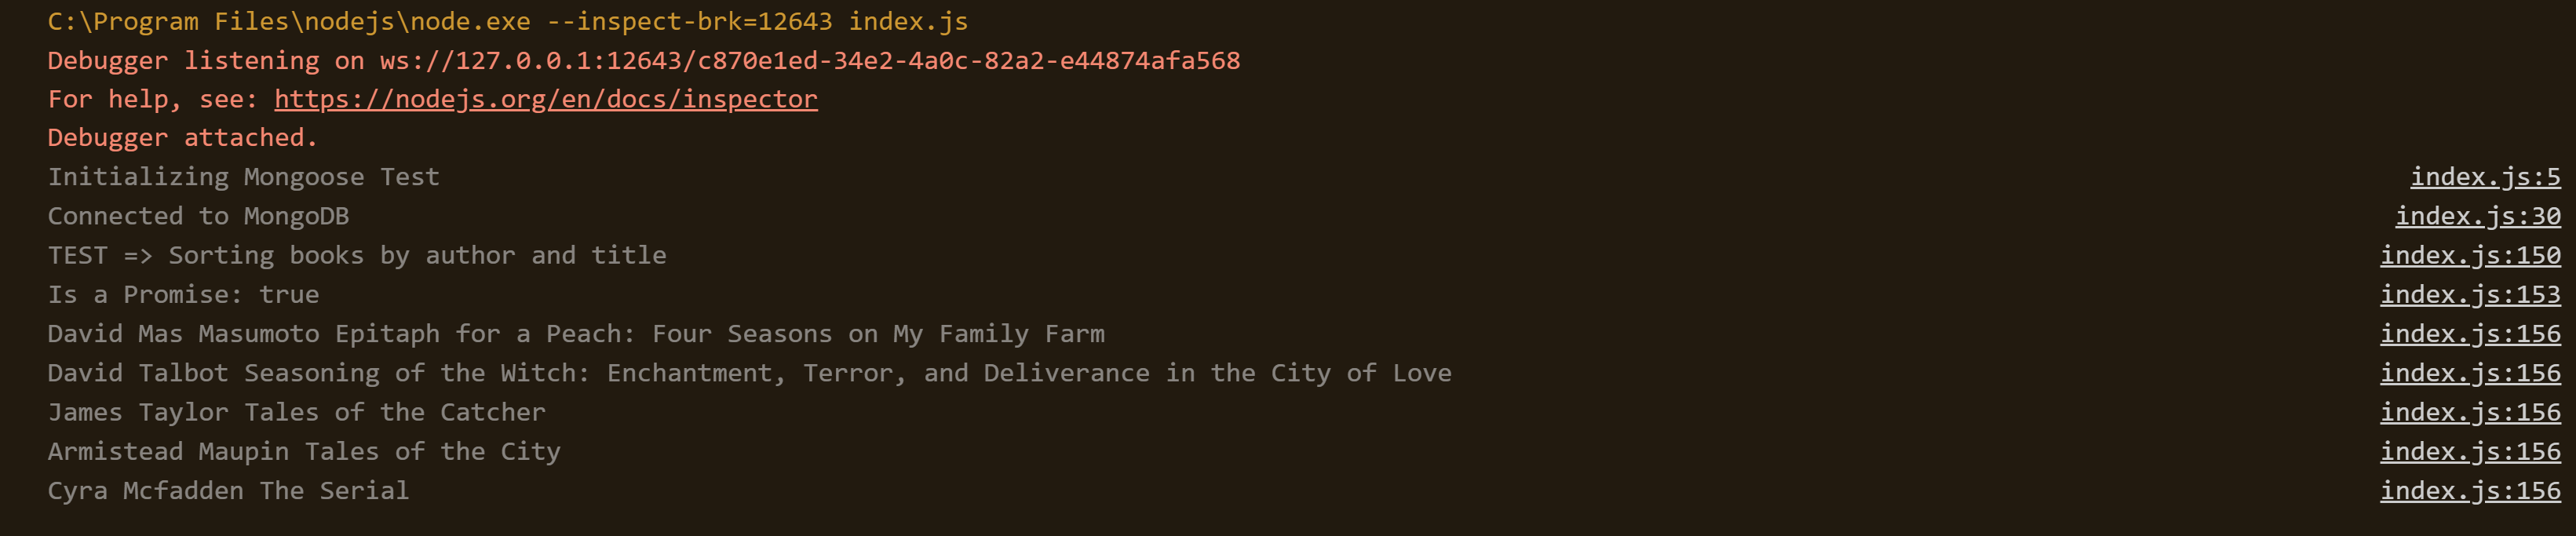 C:\Program Files\nodejs\node.exe --inspect-brk=12643 index.js
Debugger listening on ws://127.0.0.1:12643/c870e1ed-34e2-4a0c-82a2-e44874afa568
For help, see: https://nodejs.org/en/docs/inspector
Debugger attached.
Initializing Mongoose Test index.js:5
Connected to MongoDB index.js:30
TEST => Sorting books by author and title index.js:150
Is a Promise: true index.js:153
David Mas Masumoto Epitaph for a Peach: Four Seasons on My Family Farm index.js:156
David Talbot Seasoning of the Witch: Enchantment, Terror, and Deliverance in the City of Love index.js:156
James Taylor Tales of the Catcher index.js:156
Armistead Maupin Tales of the City index.js:156
Cyra Mcfadden The Serial index.js:156